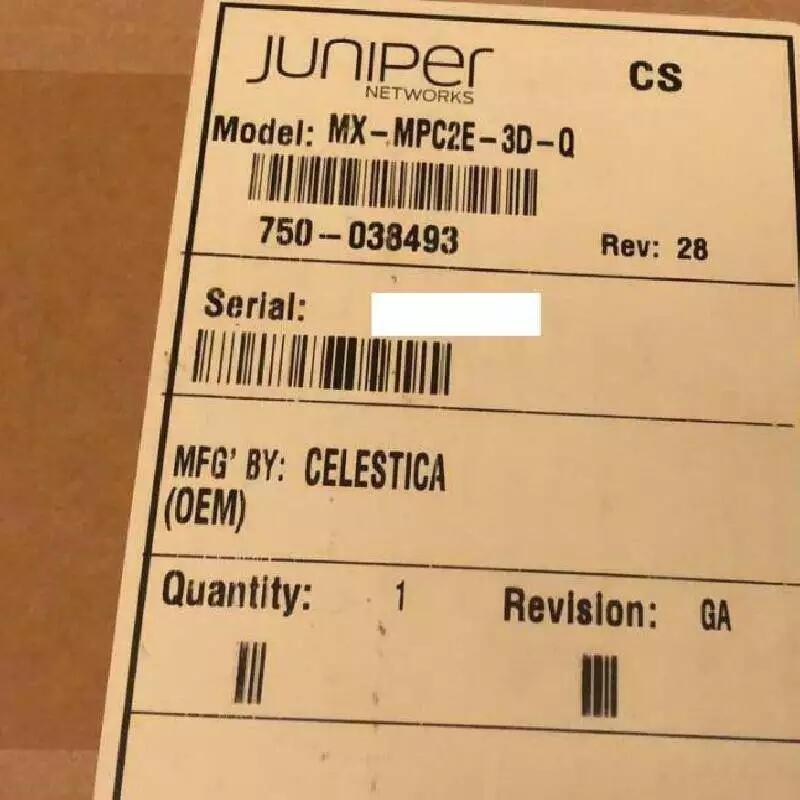 JUNIPER
NETWORKS
CS
Model: MX-MPC2E-3D-Q
750-038493
Rev: 28
Serial:
MFG' BY: CELESTICA
(OEM)
Quantity: 1
Revision: GA